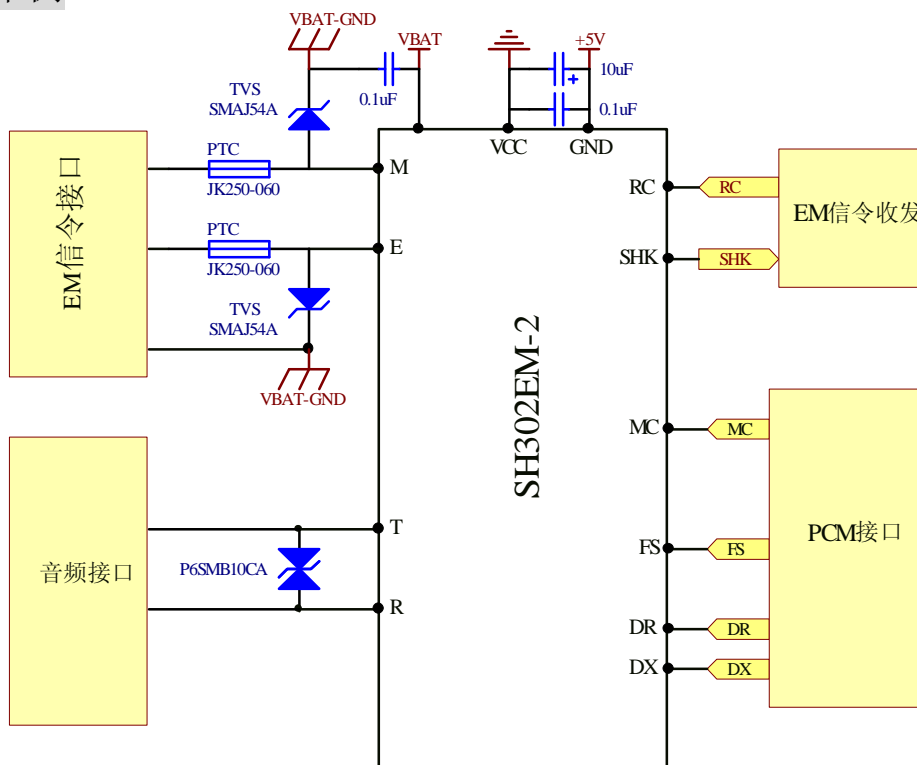 VBAT-GND
VBAT
+5V
TVS
SMAJ54A
0.1uF
10uF
0.1uF
VCC
GND
EM信令接口
PTC
JK250-060
M
PTC
JK250-060
E
TVS
SMAJ54A
VBAT-GND
SH302EM-2
RC
RC
SHK
SHK
EM信令收发
MC
MC
FS
FS
DR
DR
DX
DX
PCM接口
音频接口
T
P6SMB10CA
R